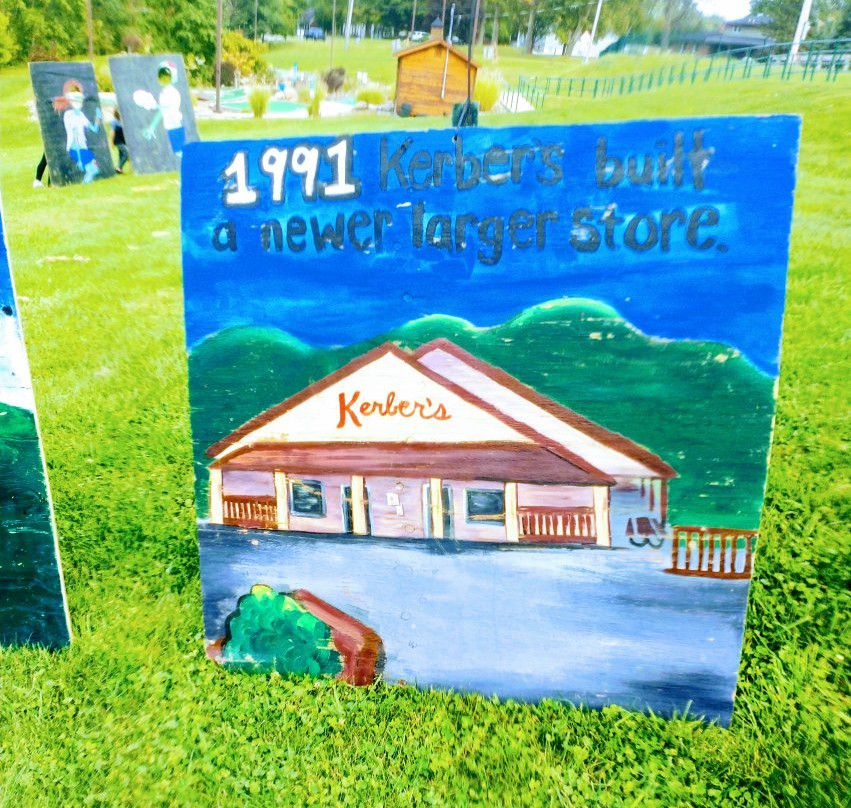 1991 Kerber's built
a newer larger store.
Kerber's